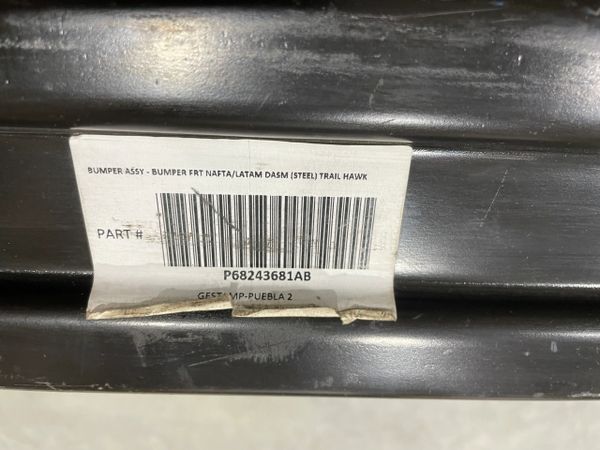 BUMPER ASSY - BUMPER FRT NAFTA/LATAM DASM (STEEL) TRAIL HAWK
PART #
P68243681AB
GESTAMP-PUEBLA 2